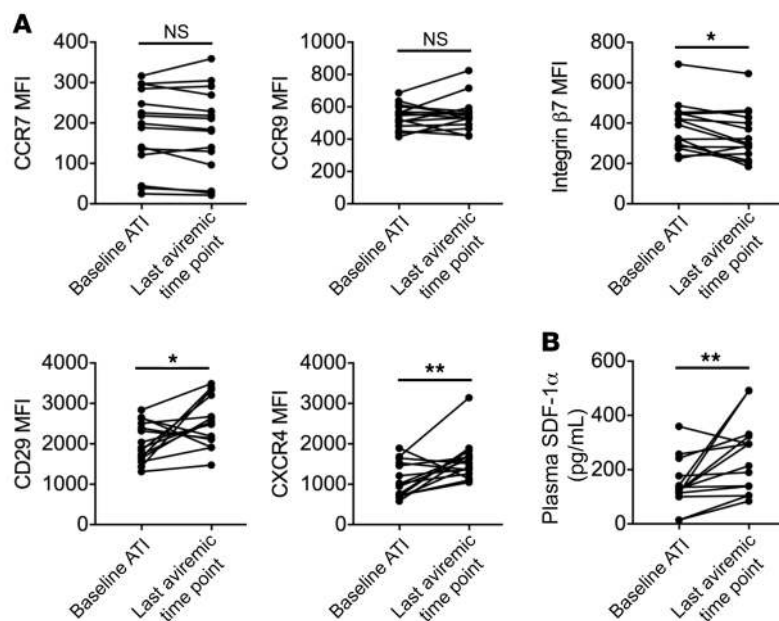 A
NS
400
300
200
100
0
CCR7 MFI
Baseline ATI
Last aviremic
time point
NS
1000
800
600
400
200
0
CCR9 MFI
Baseline ATI
Last aviremic
time point
*
800
600
400
200
0
Integrin β7 MFI
Baseline ATI
Last aviremic
time point
*
4000
3000
2000
1000
0
CD29 MFI
Baseline ATI
Last aviremic
time point
**
4000
3000
2000
1000
0
CXCR4 MFI
Baseline ATI
Last aviremic
time point
B
**
600
400
200
0
Plasma SDF-1α
(pg/mL)
Baseline ATI
Last aviremic
time point